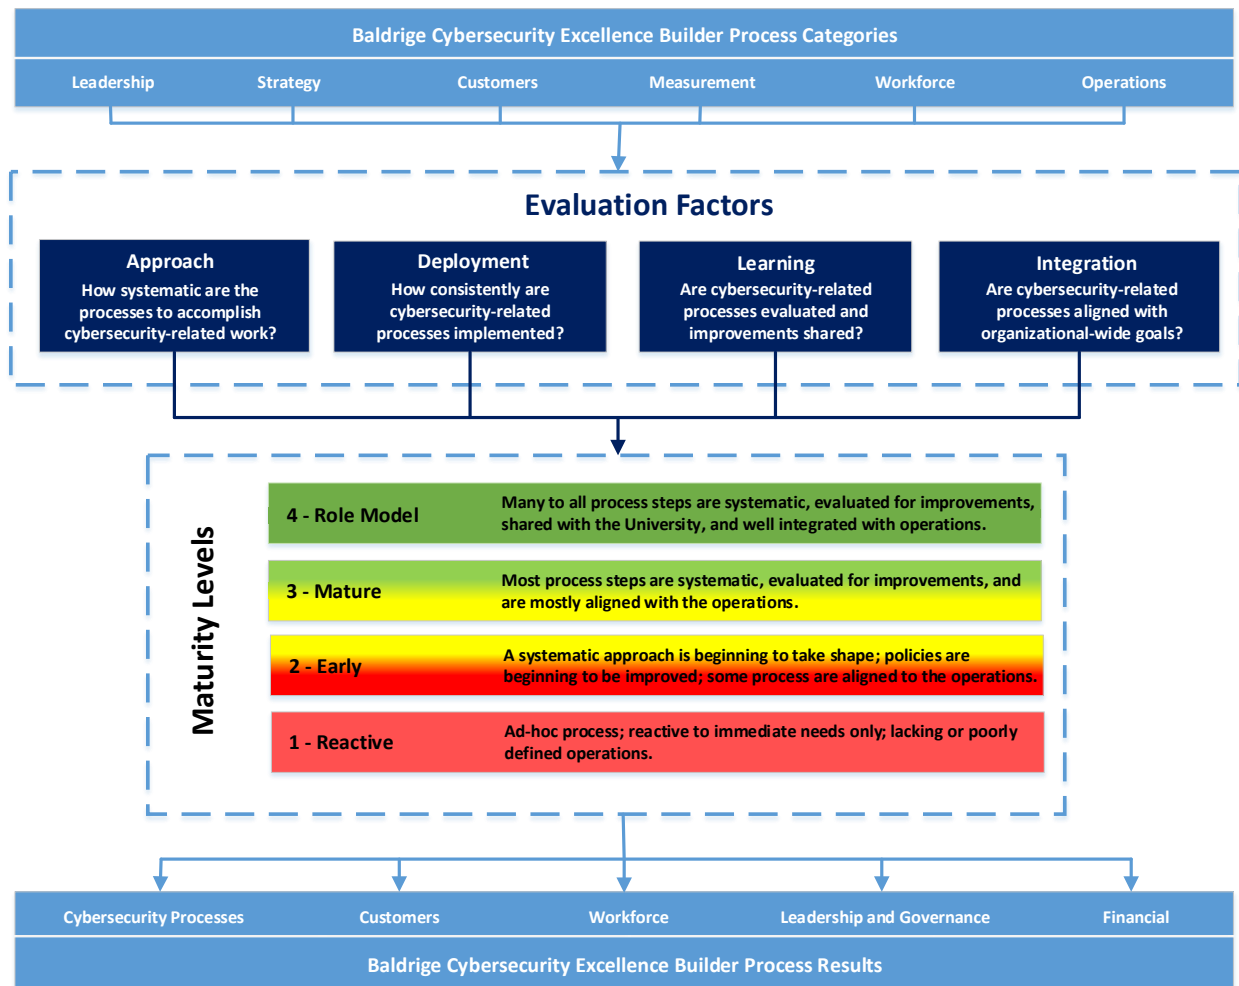 Baldrige Cybersecurity Excellence Builder Process Categories
Leadership Strategy Customers Measurement Workforce Operations
Evaluation Factors
Approach
How systematic are the
processes to accomplish
cybersecurity-related work?
Deployment
How consistently are
cybersecurity-related
processes implemented?
Learning
Are cybersecurity-related
processes evaluated and
improvements shared?
Integration
Are cybersecurity-related
processes aligned with
organizational-wide goals?
Maturity Levels
4 - Role Model
Many to all process steps are systematic, evaluated for improvements,
shared with the University, and well integrated with operations.
3 - Mature
Most process steps are systematic, evaluated for improvements, and
are mostly aligned with the operations.
2 - Early
A systematic approach is beginning to take shape; policies are
beginning to be improved; some process are aligned to the operations.
1 - Reactive
Ad-hoc process; reactive to immediate needs only; lacking or poorly
defined operations.
Cybersecurity Processes Customers Workforce Leadership and Governance Financial
Baldrige Cybersecurity Excellence Builder Process Results